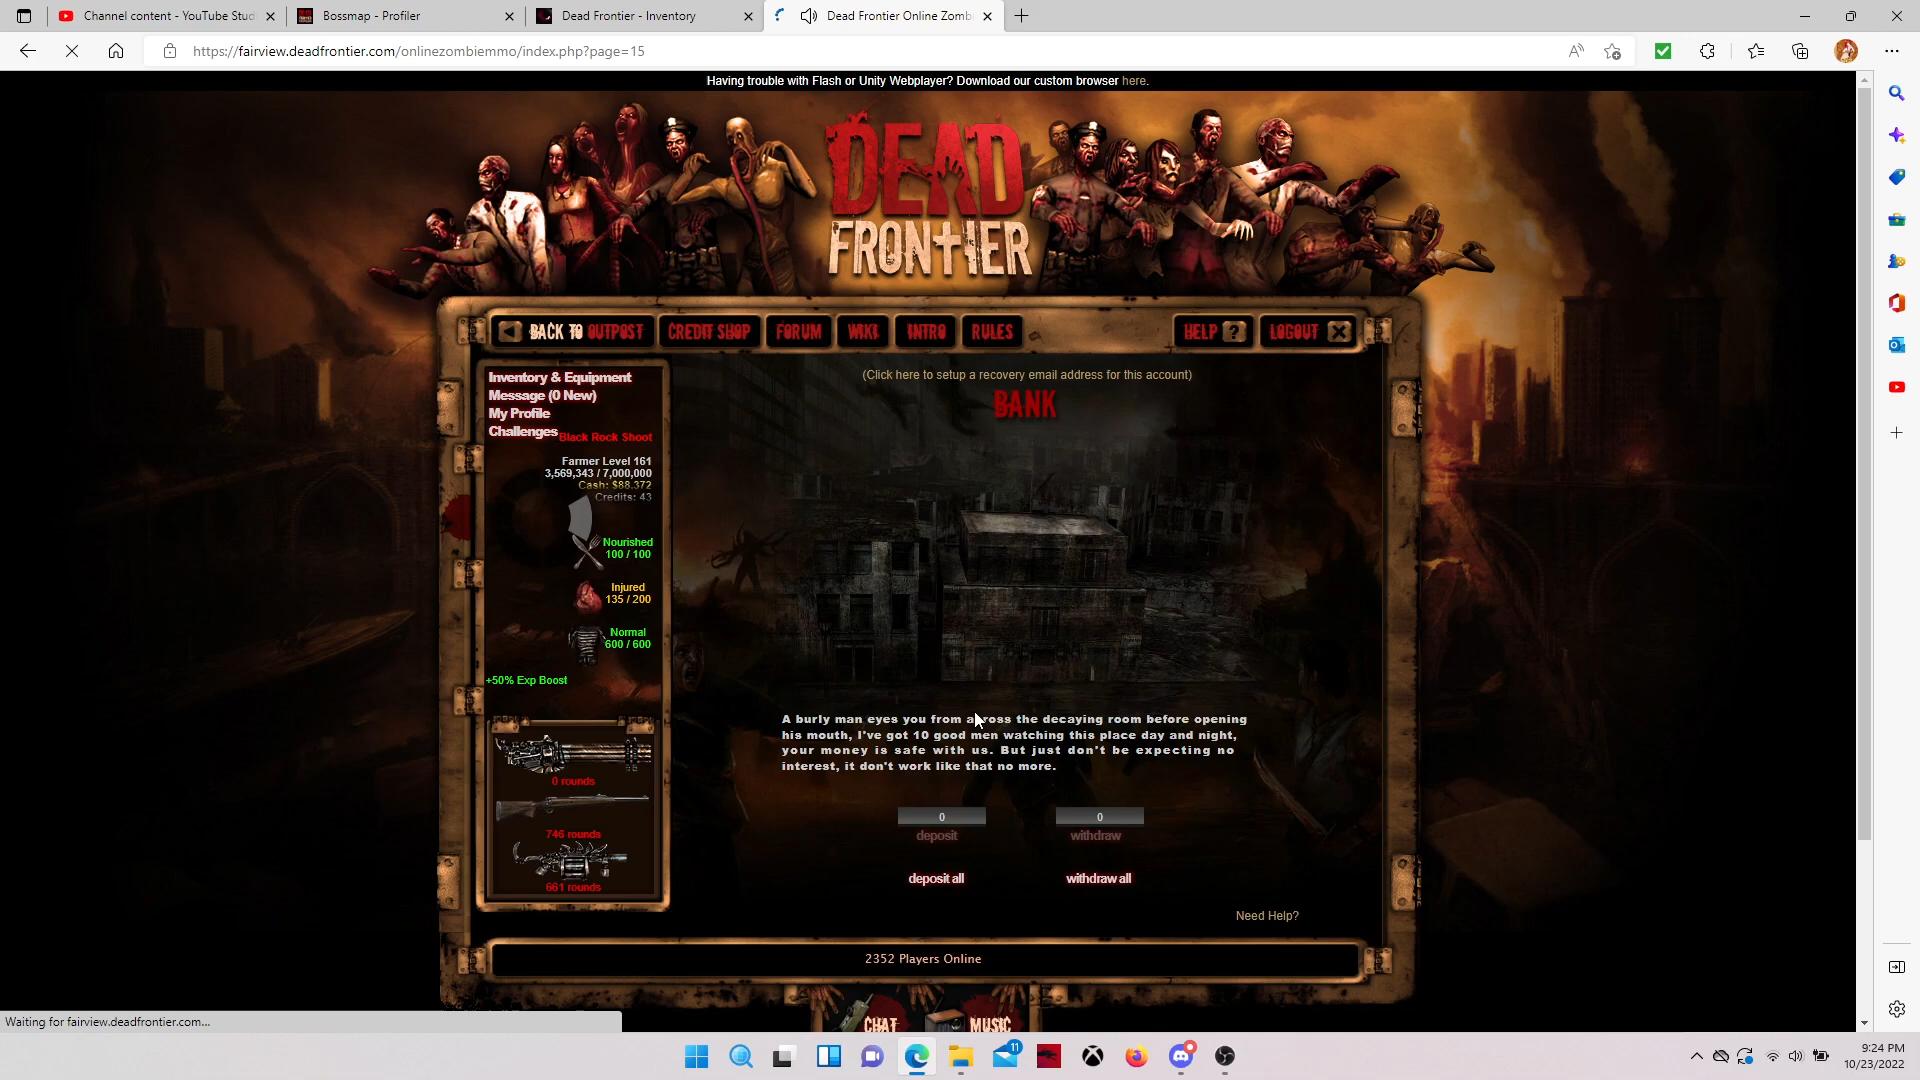 Channel content - YouTube Stud
Bossmap - Profiler
Dead Frontier - Inventory
Dead Frontier Online Zomb
https://fairview.deadfrontier.com/onlinezombiemmo/index.php?page=15
Having trouble with Flash or Unity Webplayer? Download our custom browser here.
DEAD
FRONTIER
BACK TO OUTPOST
CREDIT SHOP
FORUM
WIKI
INTRO
RULES
HELP ?
LOGOUT X
Inventory & Equipment
Message (0 New)
My Profile
Challenges
Black Rock Shoot
Farmer Level 161
3,569,343 / 7,000,000
Cash: $88,372
Credits: 43
Nourished
100 / 100
Injured
135 / 200
Normal
600 / 600
+50% Exp Boost
0 rounds
746 rounds
661 rounds
(Click here to setup a recovery email address for this account)
BANK
A burly man eyes you from across the decaying room before opening
his mouth, I've got 10 good men watching this place day and night,
your money is safe with us. But just don't be expecting no
interest, it don't work like that no more.
0
0
deposit
withdraw
deposit all
withdraw all
Need Help?
2352 Players Online
CHAT
MUSIC
Waiting for fairview.deadfrontier.com...
11
9:24 PM
10/23/2022